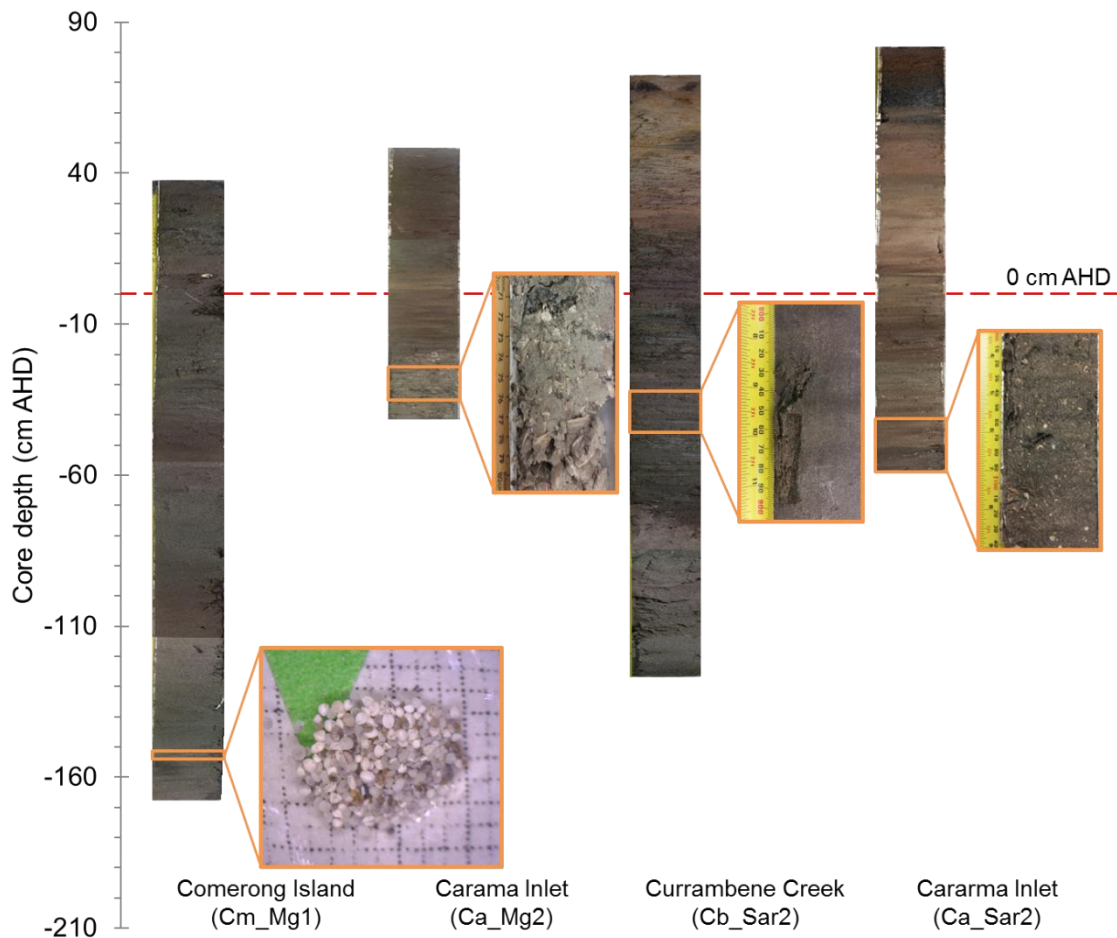 90
40
-10
-60
-110
-160
-210
Core depth (cm AHD)
0 cm AHD
Comerong Island
(Cm_Mg1)
Carama Inlet
(Ca_Mg2)
Currambene Creek
(Cb_Sar2)
Cararma Inlet
(Ca_Sar2)